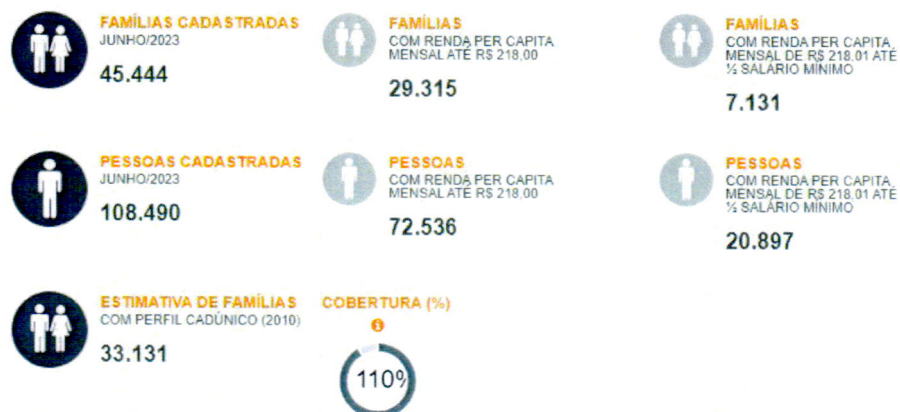 FAMÍLIAS CADASTRADAS
JUNHO/2023
45.444
FAMÍLIAS
COM RENDA PER CAPITA
MENSAL ATÉ R$ 218,00
29.315
FAMÍLIAS
COM RENDA PER CAPITA
MENSAL DE R$ 218,01 ATÉ
½ SALÁRIO MÍNIMO
7.131
PESSOAS CADASTRADAS
JUNHO/2023
108.490
PESSOAS
COM RENDA PER CAPITA
MENSAL ATÉ R$ 218,00
72.536
PESSOAS
COM RENDA PER CAPITA
MENSAL DE R$ 218,01 ATÉ
½ SALÁRIO MÍNIMO
20.897
ESTIMATIVA DE FAMÍLIAS
COM PERFIL CADÚNICO (2010)
33.131
COBERTURA (%)
110%